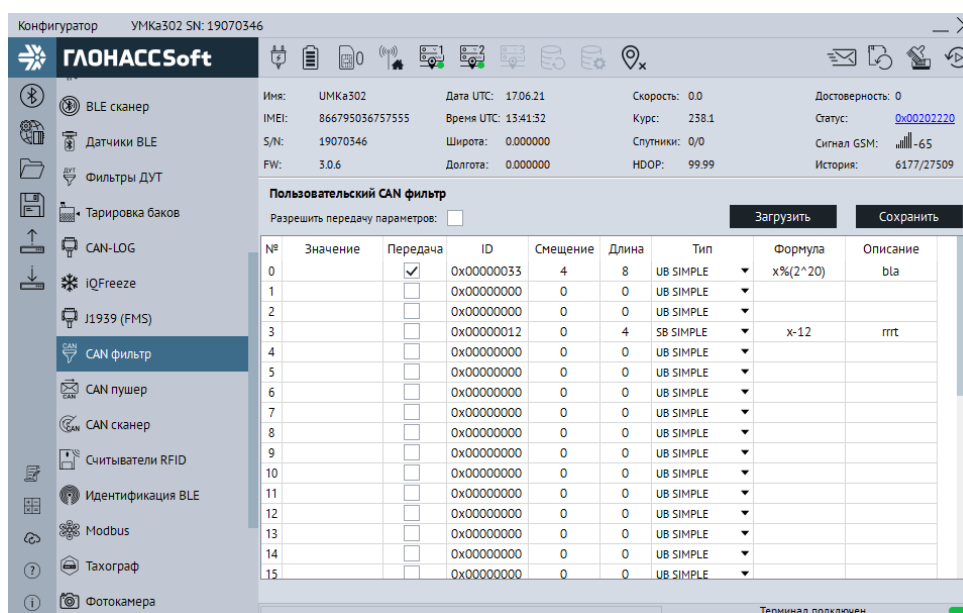 Конфигуратор УМКа302 SN: 19070346
ГЛОНАССSoft
0
1
2
BLE сканер
Датчики BLE
Фильтры ДУТ
Тарировка баков
CAN-LOG
iQFreeze
J1939 (FMS)
CAN фильтр
CAN пушер
CAN сканер
Считыватели RFID
Идентификация BLE
Modbus
Тахограф
Фотокамера
Имя: UMKa302 Дата UTC: 17.06.21 Скорость: 0.0 Достоверность: 0
IMEI: 866795036757555 Время UTC: 13:41:32 Курс: 238.1 Статус: 0x00202220
S/N: 19070346 Широта: 0.000000 Спутники: 0/0 Сигнал GSM: -65
FW: 3.0.6 Долгота: 0.000000 HDOP: 99.99 История: 6177/27509
Пользовательский CAN фильтр
Разрешить передачу параметров: Загрузить Сохранить
№ Значение Передача ID Смещение Длина Тип Формула Описание
0 0x00000033 4 8 UB SIMPLE x%(2^20) bla
1 0x00000000 0 0 UB SIMPLE
2 0x00000000 0 0 UB SIMPLE
3 0x00000012 0 4 SB SIMPLE x-12 rrrt
4 0x00000000 0 0 UB SIMPLE
5 0x00000000 0 0 UB SIMPLE
6 0x00000000 0 0 UB SIMPLE
7 0x00000000 0 0 UB SIMPLE
8 0x00000000 0 0 UB SIMPLE
9 0x00000000 0 0 UB SIMPLE
10 0x00000000 0 0 UB SIMPLE
11 0x00000000 0 0 UB SIMPLE
12 0x00000000 0 0 UB SIMPLE
13 0x00000000 0 0 UB SIMPLE
14 0x00000000 0 0 UB SIMPLE
15 0x00000000 0 0 UB SIMPLE
Терминал подключен